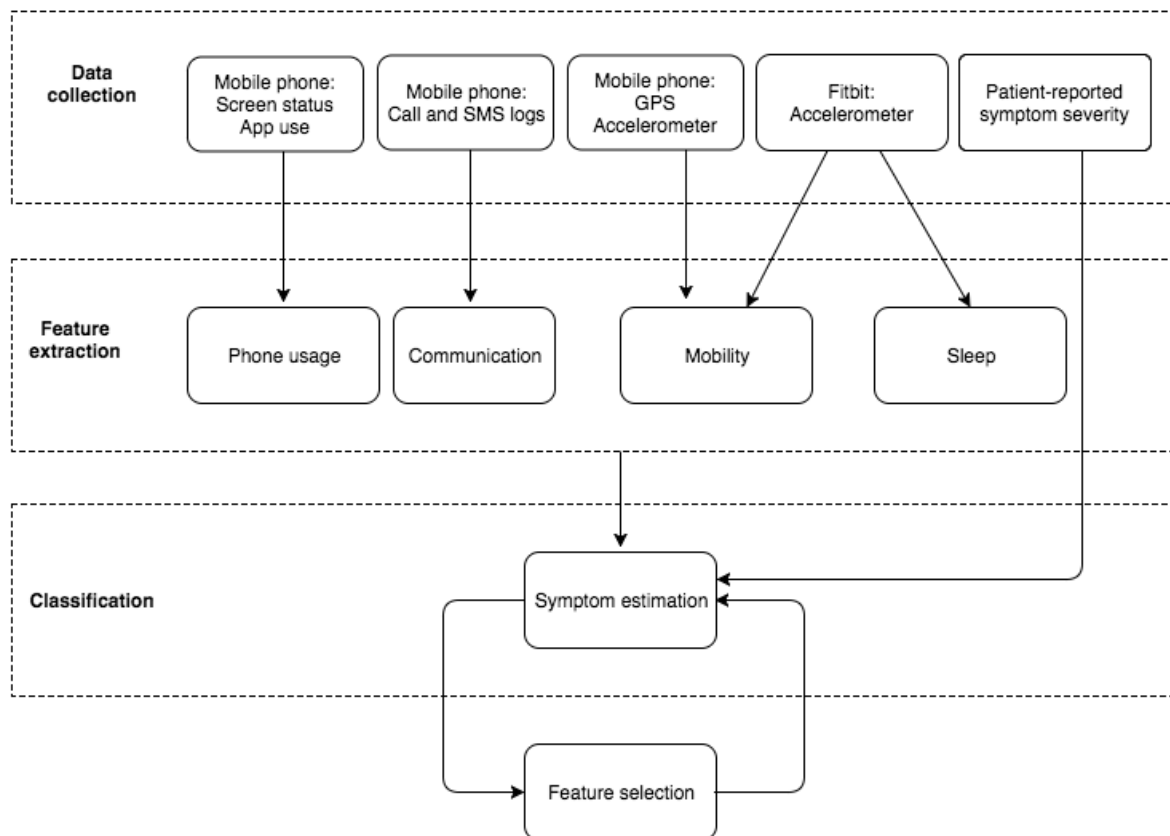 Data
collection
Mobile phone:
Screen status
App use
Mobile phone:
Call and SMS logs
Mobile phone:
GPS
Accelerometer
Fitbit:
Accelerometer
Patient-reported
symptom severity
Feature
extraction
Phone usage
Communication
Mobility
Sleep
Classification
Symptom estimation
Feature selection